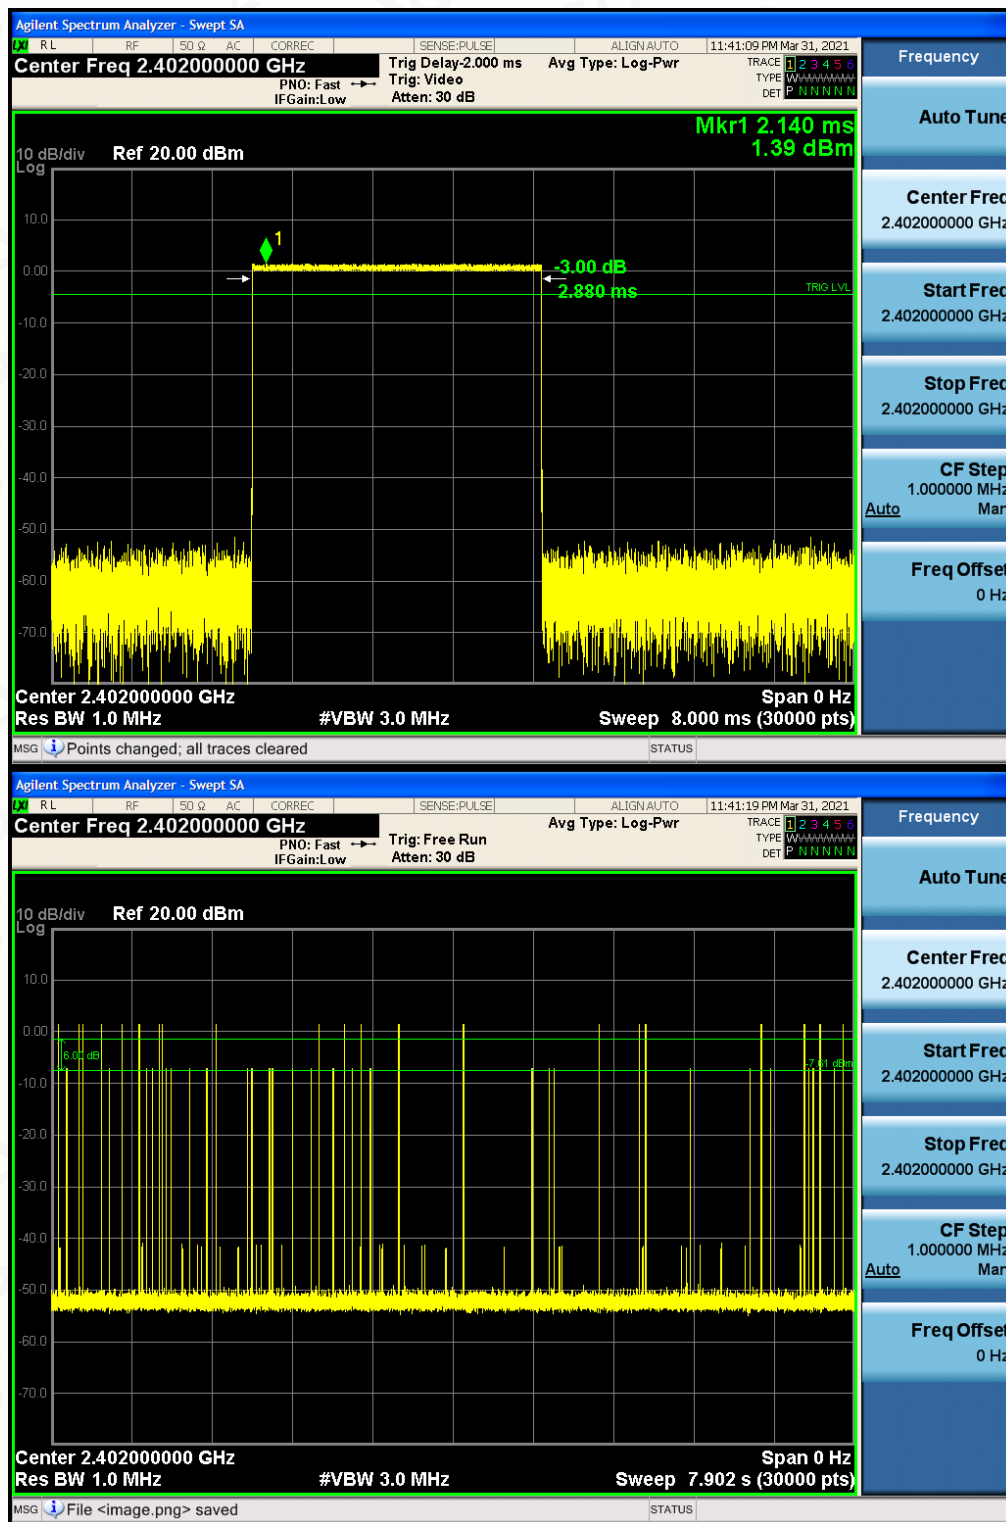 Agilent Spectrum Analyzer - Swept SA
LXI RL RF 50 Ω AC CORREC SENSE:PULSE ALIGN AUTO 11:41:09 PM Mar 31, 2021
Center Freq 2.402000000 GHz
PNO: Fast
IFGain:Low
Trig Delay-2.000 ms
Trig: Video
Atten: 30 dB
Avg Type: Log-Pwr
TRACE 1 2 3 4 5 6
TYPE
DET P N N N N N
Frequency
Auto Tune
Mkr1 2.140 ms
1.39 dBm
10 dB/div
Log
Ref 20.00 dBm
10.0
0.00
-10.0
-20.0
-30.0
-40.0
-50.0
-60.0
-70.0
1
-3.00 dB
2.880 ms
TRIG LVL
Center Freq
2.402000000 GHz
Start Freq
2.402000000 GHz
Stop Freq
2.402000000 GHz
CF Step
1.000000 MHz
Auto Man
Freq Offset
0 Hz
Center 2.402000000 GHz
Span 0 Hz
Res BW 1.0 MHz
#VBW 3.0 MHz
Sweep 8.000 ms (30000 pts)
MSG Points changed; all traces cleared
STATUS
Agilent Spectrum Analyzer - Swept SA
LXI RL RF 50 Ω AC CORREC SENSE:PULSE ALIGN AUTO 11:41:19 PM Mar 31, 2021
Center Freq 2.402000000 GHz
PNO: Fast
IFGain:Low
Trig: Free Run
Atten: 30 dB
Avg Type: Log-Pwr
TRACE 1 2 3 4 5 6
TYPE
DET P N N N N N
Frequency
Auto Tune
10 dB/div
Log
Ref 20.00 dBm
10.0
0.00
-10.0
-20.0
-30.0
-40.0
-50.0
-60.0
-70.0
-7.61 dBm
Center Freq
2.402000000 GHz
Start Freq
2.402000000 GHz
Stop Freq
2.402000000 GHz
CF Step
1.000000 MHz
Auto Man
Freq Offset
0 Hz
Center 2.402000000 GHz
Span 0 Hz
Res BW 1.0 MHz
#VBW 3.0 MHz
Sweep 7.902 s (30000 pts)
MSG File <image.png> saved
STATUS